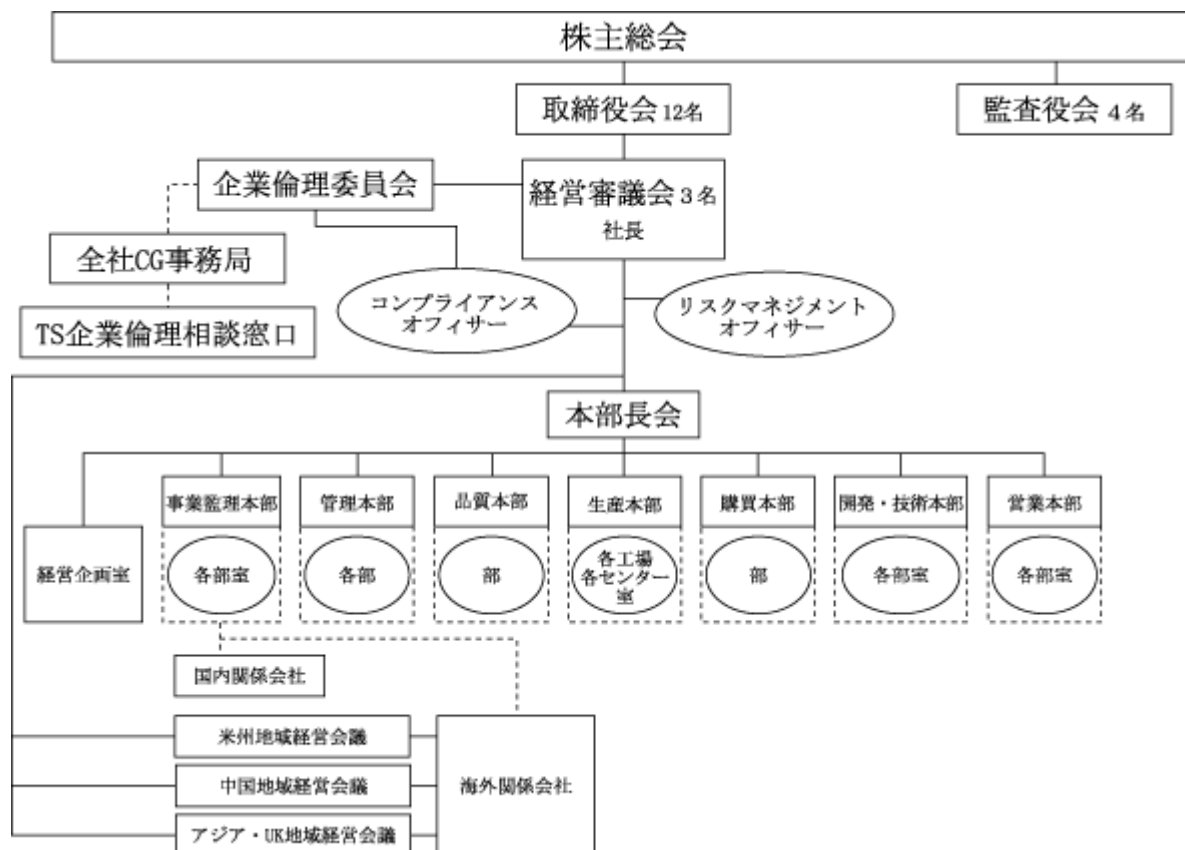 株主総会
取締役会 12名
監査役会 4名
企業倫理委員会
経営審議会 3名
社長
全社CG事務局
コンプライアンス
オフィサー
リスクマネジメント
オフィサー
TS企業倫理相談窓口
本部長会
事業監理本部
管理本部
品質本部
生産本部
購買本部
開発・技術本部
営業本部
経営企画室
各部室
各部
部
各工場
各センター
室
部
各部室
各部室
国内関係会社
米州地域経営会議
中国地域経営会議
海外関係会社
アジア・UK地域経営会議